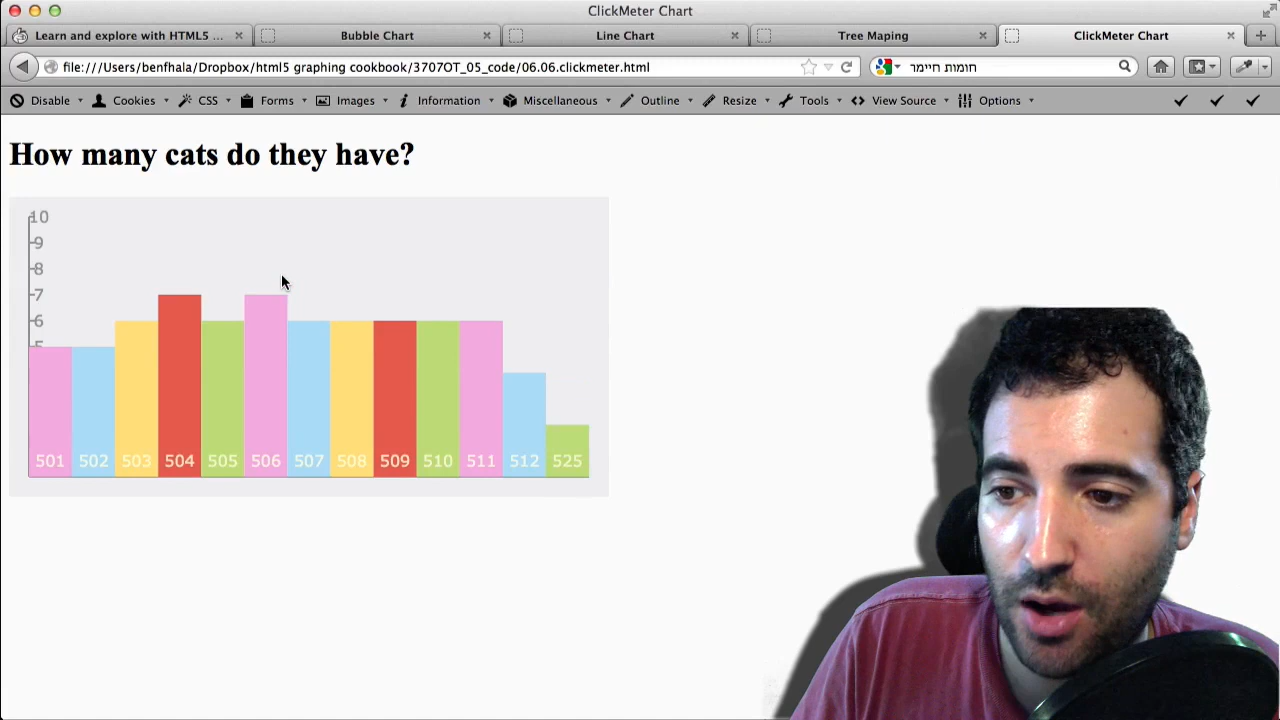 ClickMeter Chart
Learn and explore with HTML5 ...
Bubble Chart
Line Chart
Tree Maping
ClickMeter Chart
file:///Users/benfhala/Dropbox/html5 graphing cookbook/3707OT_05_code/06.06.clickmeter.html
חומות חיימר
Disable Cookies CSS Forms Images Information Miscellaneous Outline Resize Tools View Source Options
How many cats do they have?
10
9
8
7
6
5
501 502 503 504 505 506 507 508 509 510 511 512 525